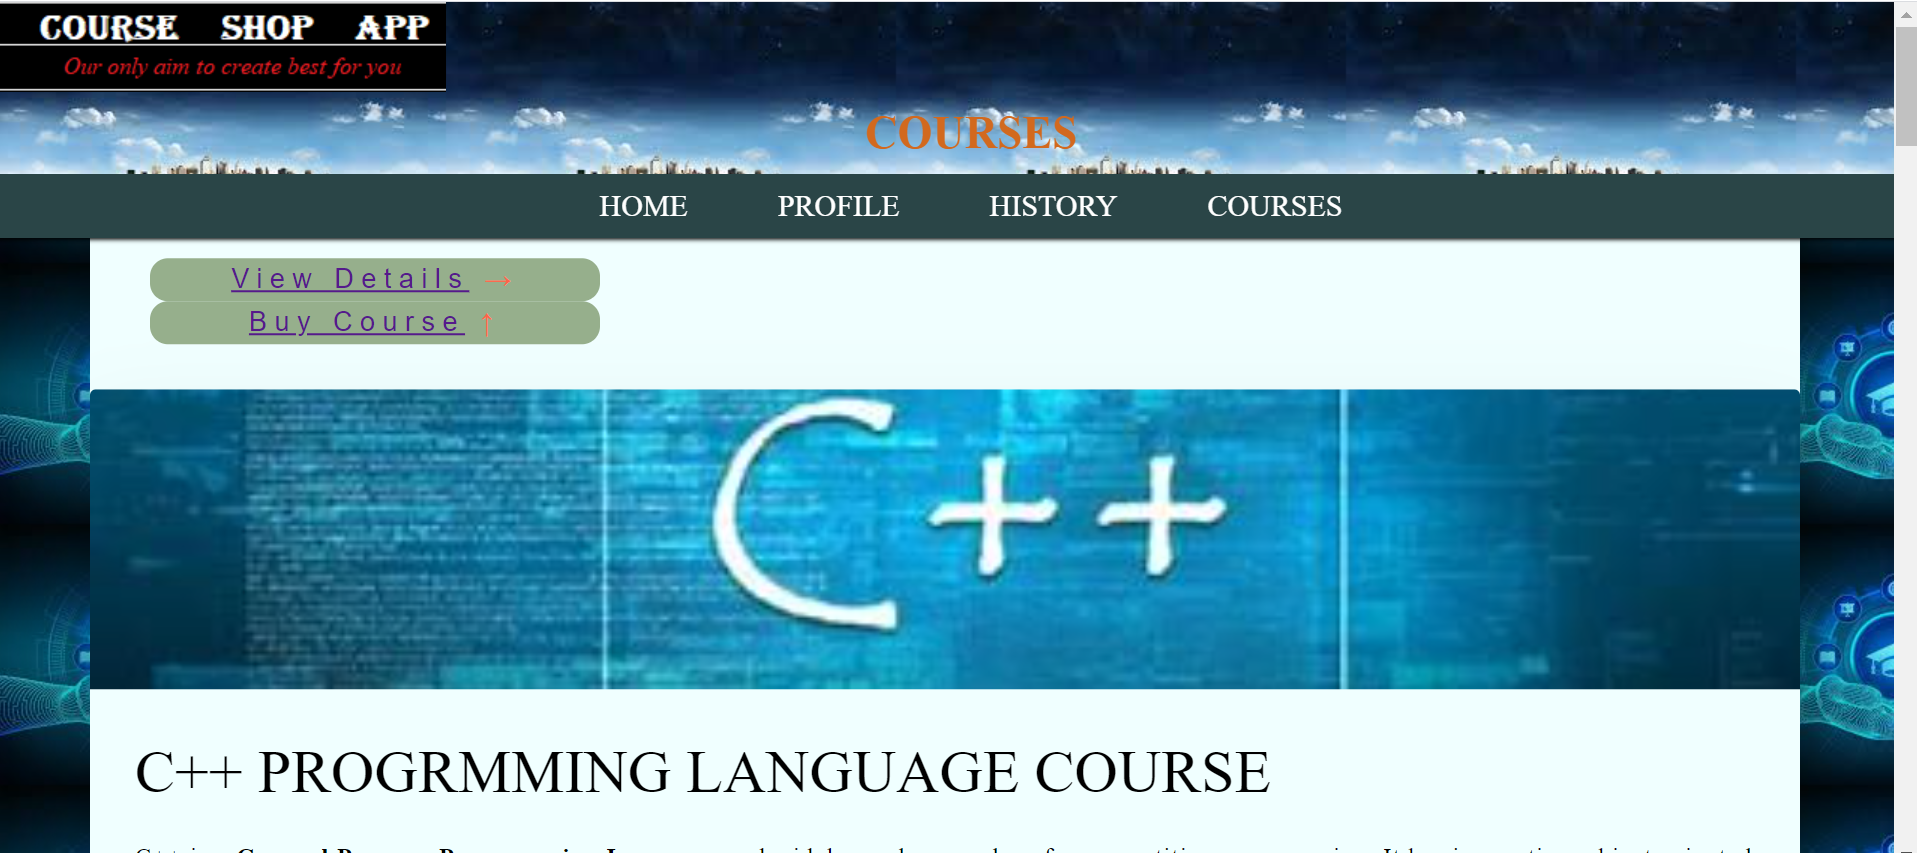 COURSE SHOP APP
Our only aim to create best for you
COURSES
HOME PROFILE HISTORY COURSES
View Details →
Buy Course ↑
C++
C++ PROGRMMING LANGUAGE COURSE